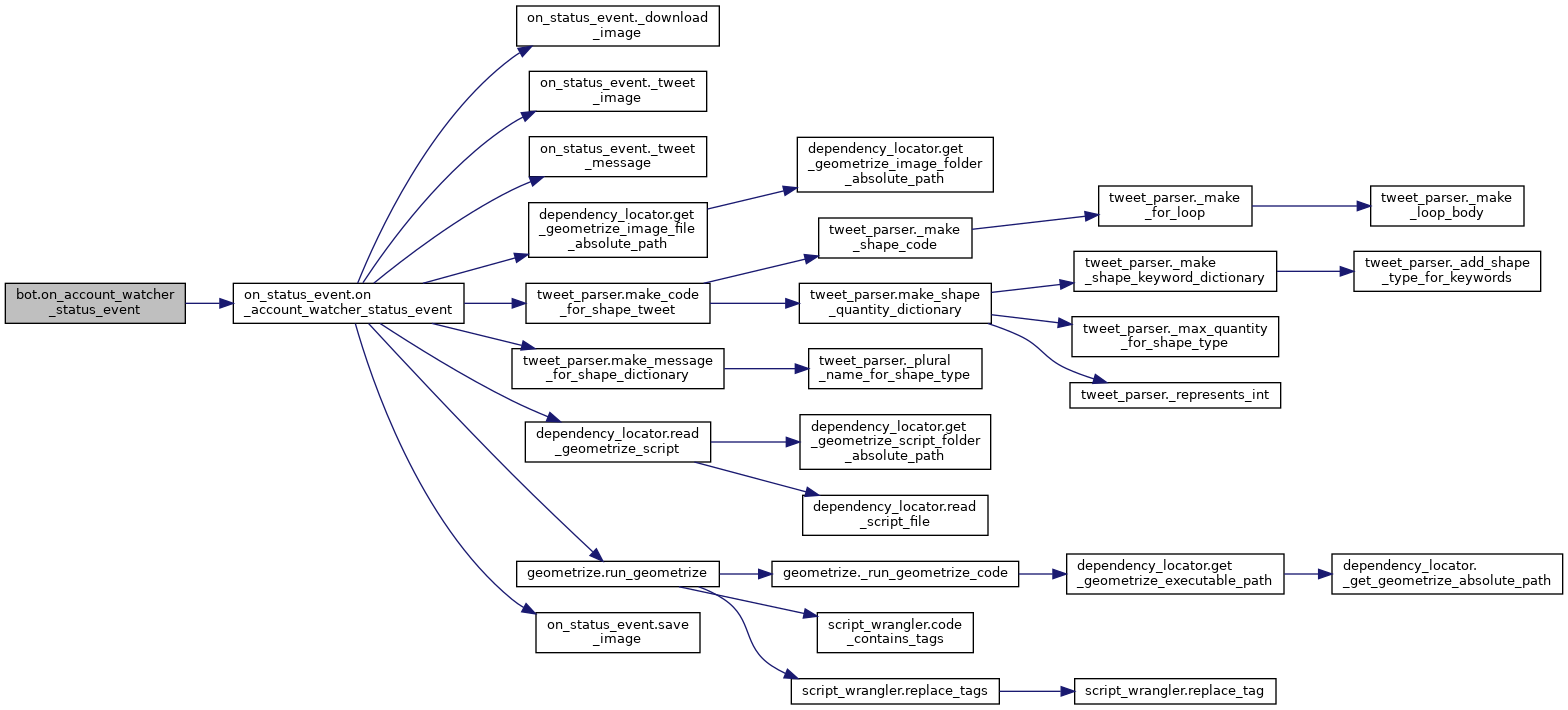 bot.on_account_watcher
_status_event
on_status_event.on
_account_watcher_status_event
on_status_event._download
_image
on_status_event._tweet
_image
on_status_event._tweet
_message
dependency_locator.get
_geometrize_image_file
_absolute_path
tweet_parser.make_code
_for_shape_tweet
tweet_parser.make_message
_for_shape_dictionary
dependency_locator.read
_geometrize_script
geometrize.run_geometrize
on_status_event.save
_image
dependency_locator.get
_geometrize_image_folder
_absolute_path
tweet_parser._make
_shape_code
tweet_parser.make_shape
_quantity_dictionary
tweet_parser._plural
_name_for_shape_type
dependency_locator.get
_geometrize_script_folder
_absolute_path
dependency_locator.read
_script_file
geometrize._run_geometrize_code
script_wrangler.code
_contains_tags
script_wrangler.replace_tags
tweet_parser._make
_for_loop
tweet_parser._make
_shape_keyword_dictionary
tweet_parser._max_quantity
_for_shape_type
tweet_parser._represents_int
dependency_locator.get
_geometrize_executable_path
script_wrangler.replace_tag
tweet_parser._make
_loop_body
tweet_parser._add_shape
_type_for_keywords
dependency_locator.
_get_geometrize_absolute_path